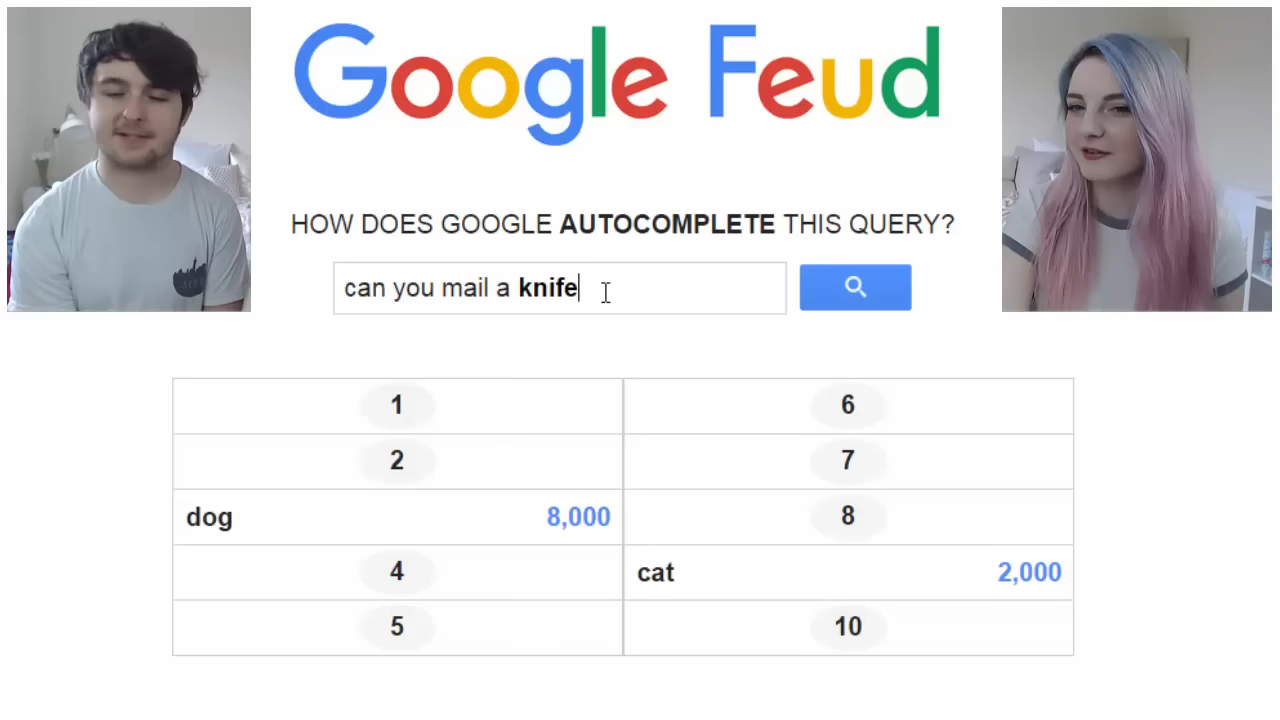 Google Feud
HOW DOES GOOGLE AUTOCOMPLETE THIS QUERY?
can you mail a knife
1
6
2
7
dog 8,000
8
4
cat 2,000
5
10